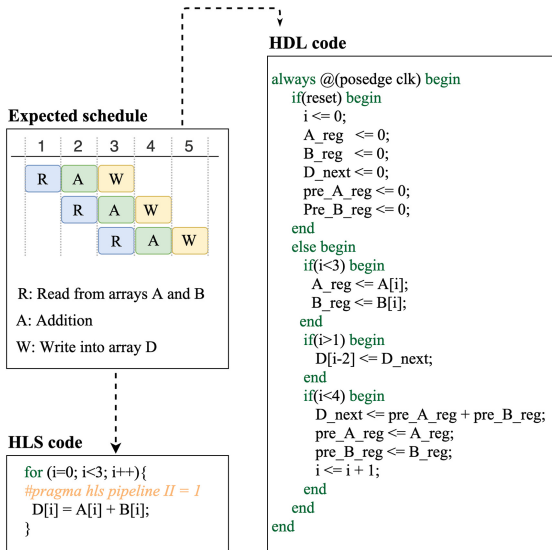 HDL code
always @(posedge clk) begin
if(reset) begin
i <= 0;
A_reg <= 0;
B_reg <= 0;
D_next <= 0;
pre_A_reg <= 0;
Pre_B_reg <= 0;
end
else begin
if(i<3) begin
A_reg <= A[i];
B_reg <= B[i];
end
if(i>1) begin
D[i-2] <= D_next;
end
if(i<4) begin
D_next <= pre_A_reg + pre_B_reg;
pre_A_reg <= A_reg;
pre_B_reg <= B_reg;
i <= i + 1;
end
end
end
Expected schedule
1 2 3 4 5
R A W
R A W
R A W
R: Read from arrays A and B
A: Addition
W: Write into array D
HLS code
for (i=0; i<3; i++){
#pragma hls pipeline II = 1
D[i] = A[i] + B[i];
}